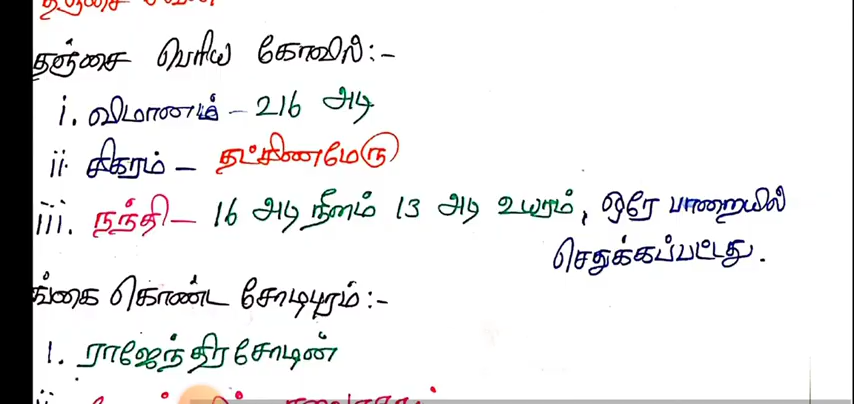 தஞ்சை பெரிய கோவில் :-
i. விமானம் – 216 அடி
ii. சிகரம் – தட்சிணமேரு
iii. நந்தி – 16 அடி நீளம் 13 அடி உயரம், ஒரே பாறையில்
செதுக்கப்பட்டது.
ங்கை கொண்ட சோழபுரம் :-
1. ராஜேந்திர சோழன்